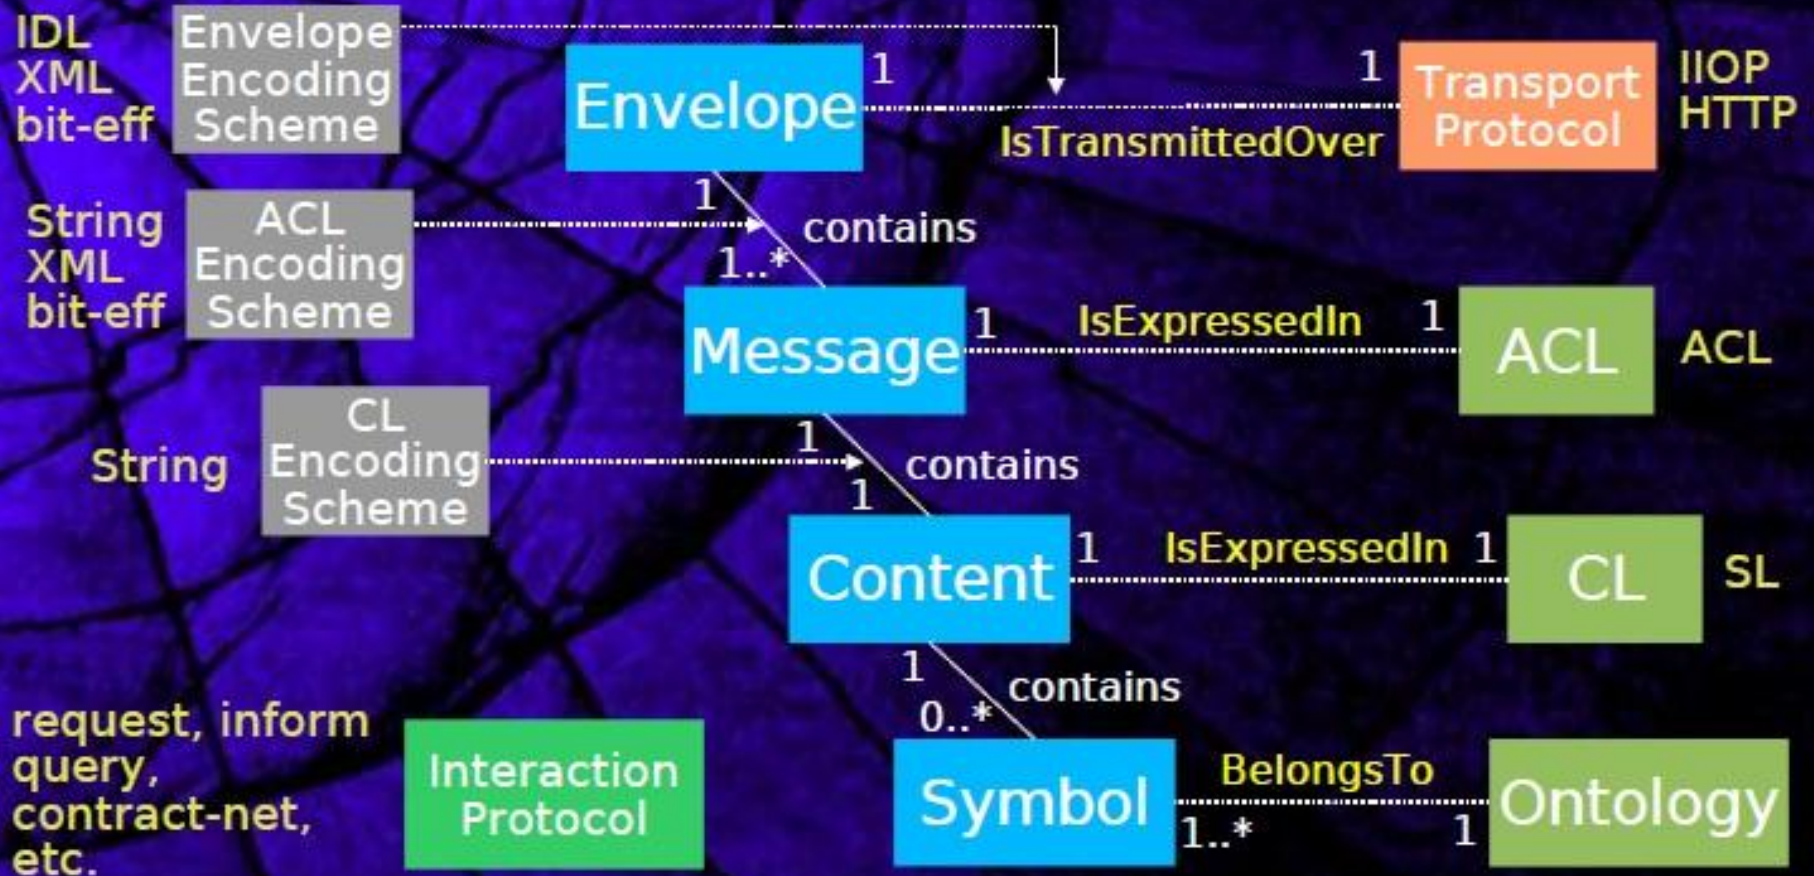 IDL
XML
bit-eff
Envelope
Encoding
Scheme
Envelope
1
1
IsTransmittedOver
Transport
Protocol
IIOP
HTTP
String
XML
bit-eff
ACL
Encoding
Scheme
1
contains
1..*
Message
1
IsExpressedIn
1
ACL
ACL
String
CL
Encoding
Scheme
1
contains
1
Content
1
IsExpressedIn
1
CL
SL
1
contains
0..*
request, inform
query,
contract-net,
etc.
Interaction
Protocol
Symbol
BelongsTo
1..*
1
Ontology